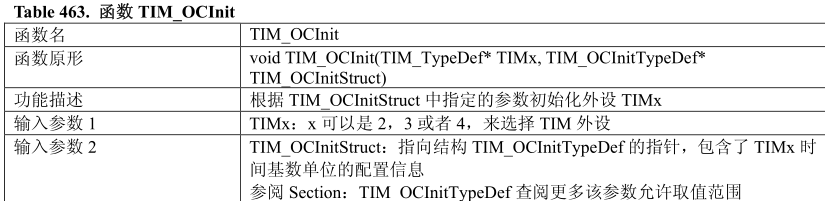 Table 463. 函数 TIM_OCInit
函数名 TIM_OCInit
函数原形 void TIM_OCInit(TIM_TypeDef* TIMx, TIM_OCInitTypeDef*
TIM_OCInitStruct)
功能描述 根据 TIM_OCInitStruct 中指定的参数初始化外设 TIMx
输入参数 1 TIMx：x 可以是 2，3 或者 4，来选择 TIM 外设
输入参数 2 TIM_OCInitStruct：指向结构 TIM_OCInitTypeDef 的指针，包含了 TIMx 时
间基数单位的配置信息
参阅 Section：TIM_OCInitTypeDef 查阅更多该参数允许取值范围